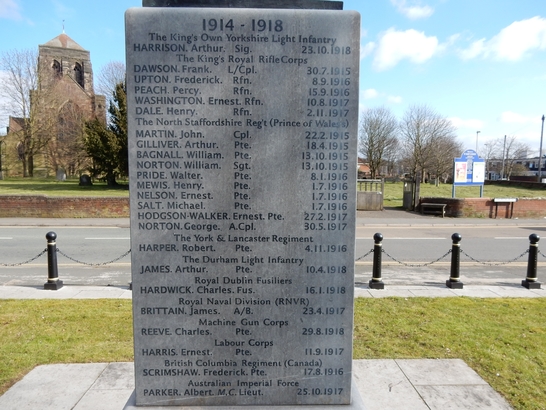 1914 - 1918
The King's Own Yorkshire Light Infantry
HARRISON. Arthur. Sig. 23.10.1918
The King's Royal Rifle Corps
DAWSON. Frank. L/Cpl. 30.7.1915
UPTON. Frederick. Rfn. 8.9.1916
PEACH. Percy. Rfn. 15.9.1916
WASHINGTON. Ernest. Rfn. 10.8.1917
DALE. Henry. Rfn. 2.11.1917
The North Staffordshire Reg't (Prince of Wales's)
MARTIN. John. Cpl. 22.2.1915
GILLIVER. Arthur. Pte. 18.4.1915
BAGNALL. William. Pte. 13.10.1915
NORTON. William. Sgt. 13.10.1915
PRIDE. Walter. Pte. 8.1.1916
MEWIS. Henry. Pte. 1.7.1916
NELSON. Ernest. Pte. 1.7.1916
SALT. Michael. Pte. 1.7.1916
HODGSON-WALKER. Ernest. Pte. 27.2.1917
NORTON. George. A.Cpl. 30.5.1917
The York & Lancaster Regiment
HARPER. Robert. Pte. 4.11.1916
The Durham Light Infantry
JAMES. Arthur. Pte. 10.4.1918
Royal Dublin Fusiliers
HARDWICK. Charles. Fus. 16.1.1918
Royal Naval Division (RNVR)
BRITTAIN. James. A/B. 23.4.1917
Machine Gun Corps
REEVE. Charles. Pte. 29.8.1918
Labour Corps
HARRIS. Ernest. Pte. 11.9.1917
British Columbia Regiment (Canada)
SCRIMSHAW. Frederick. Pte. 17.8.1916
Australian Imperial Force
PARKER. Albert. M.C. Lieut. 25.10.1917